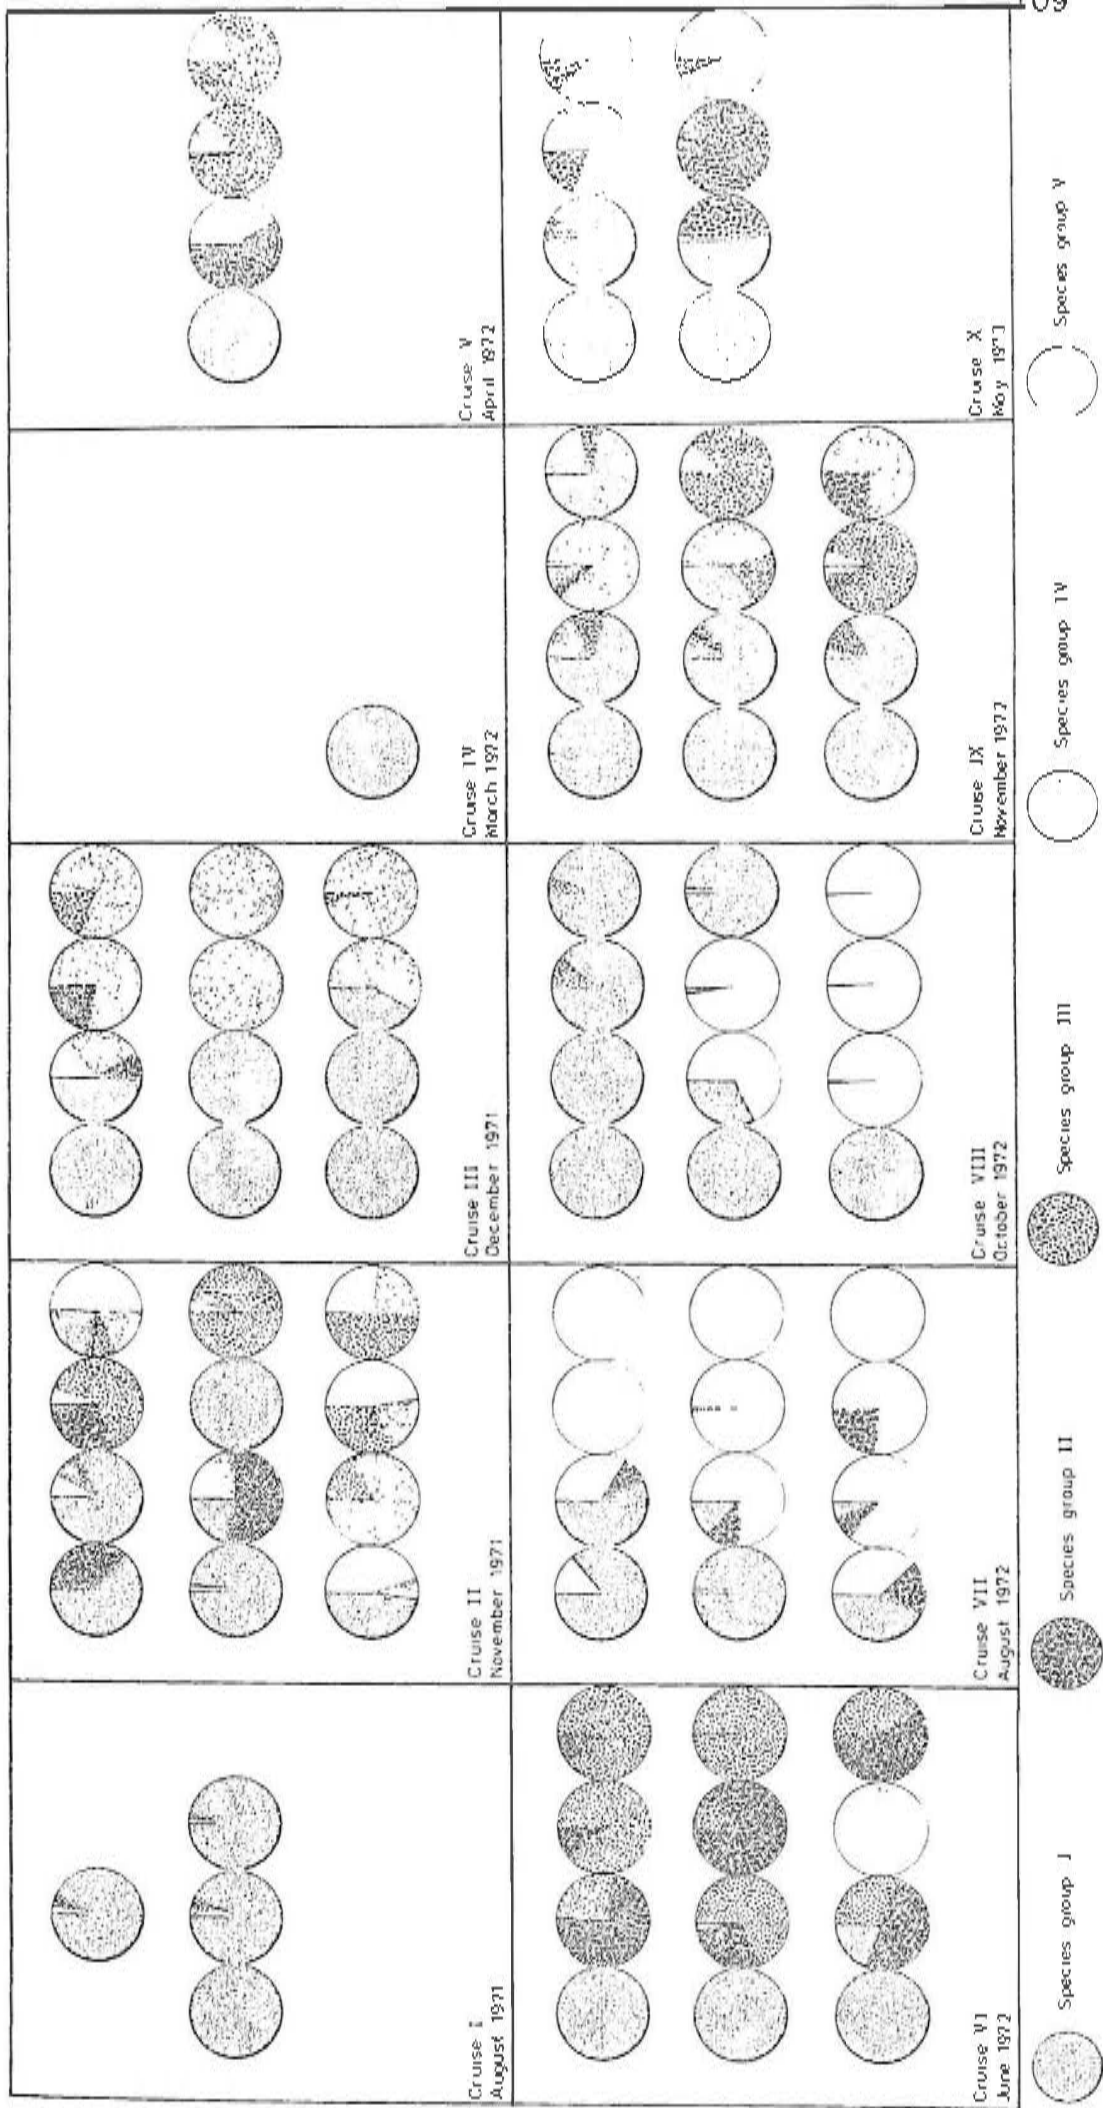 109
Cruise I
August 1971
Cruise II
November 1971
Cruise III
December 1971
Cruise IV
March 1972
Cruise V
April 1972
Cruise VI
June 1972
Cruise VII
August 1972
Cruise VIII
October 1972
Cruise IX
November 1972
Cruise X
May 1973
Species group I
Species group II
Species group III
Species group IV
Species group V